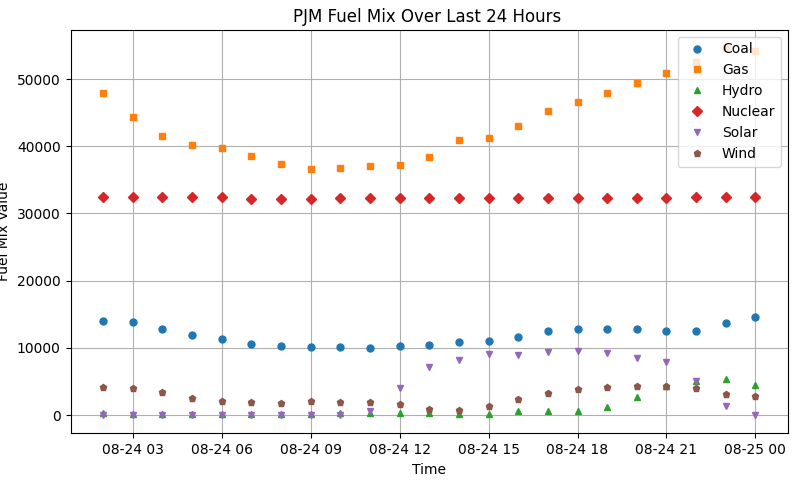 PJM Fuel Mix Over Last 24 Hours
Fuel Mix Value
50000
40000
30000
20000
10000
0
Coal
Gas
Hydro
Nuclear
Solar
Wind
08-24 03 08-24 06 08-24 09 08-24 12 08-24 15 08-24 18 08-24 21 08-25 00
Time